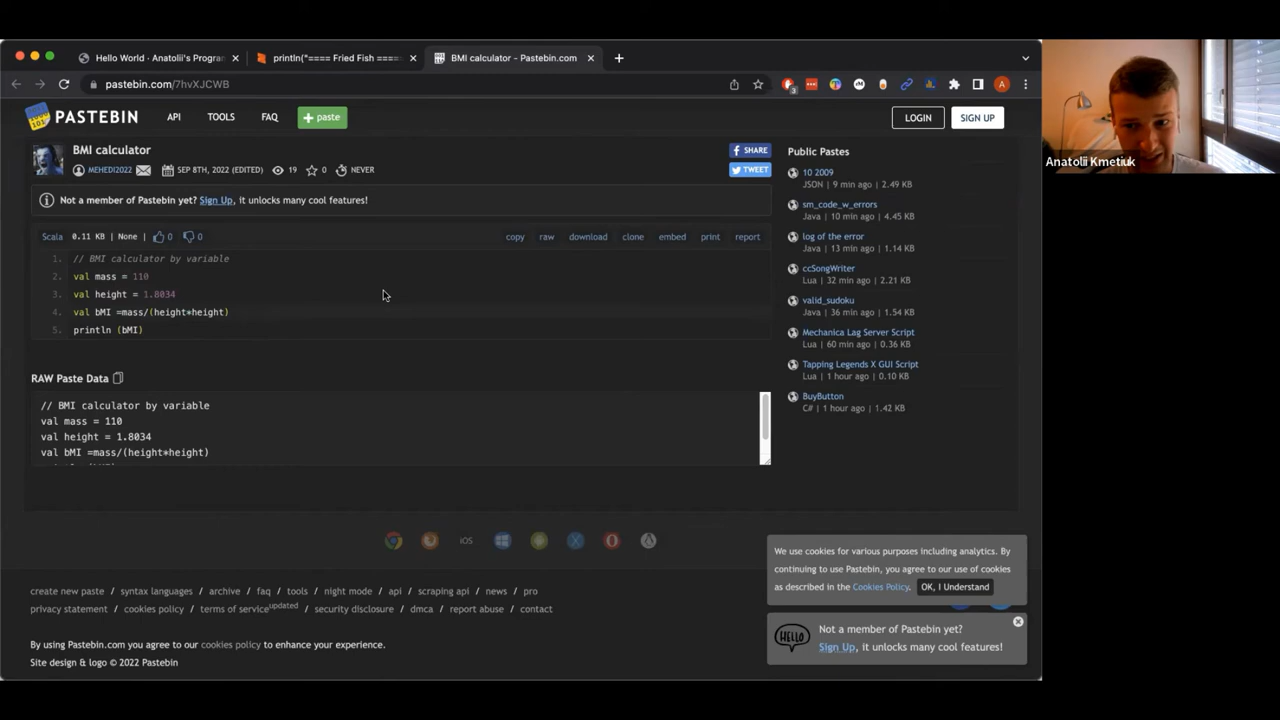 Hello World · Anatolii's Progra
println("==== Fried Fish ====
BMI calculator - Pastebin.com
pastebin.com/7hvXJCWB
3
A
PASTEBIN
API
TOOLS
FAQ
+ paste
LOGIN
SIGN UP
BMI calculator
MEHEDI2022
SEP 8TH, 2022 (EDITED)
19
0
NEVER
SHARE
TWEET
Not a member of Pastebin yet? Sign Up, it unlocks many cool features!
Scala 0.11 KB | None | 0 0
copy raw download clone embed print report
1. // BMI calculator by variable
2. val mass = 110
3. val height = 1.8034
4. val bMI =mass/(height*height)
5. println (bMI)
RAW Paste Data
// BMI calculator by variable
val mass = 110
val height = 1.8034
val bMI =mass/(height*height)
Public Pastes
10 2009
JSON | 9 min ago | 2.49 KB
sm_code_w_errors
Java | 10 min ago | 4.45 KB
log of the error
Java | 13 min ago | 1.14 KB
ccSongWriter
Lua | 32 min ago | 2.21 KB
valid_sudoku
Java | 36 min ago | 1.54 KB
Mechanica Lag Server Script
Lua | 60 min ago | 0.36 KB
Tapping Legends X GUI Script
Lua | 1 hour ago | 0.10 KB
BuyButton
C# | 1 hour ago | 1.42 KB
Anatolii Kmetiuk
iOS
We use cookies for various purposes including analytics. By
continuing to use Pastebin, you agree to our use of cookies
as described in the Cookies Policy. OK, I Understand
HELLO
Not a member of Pastebin yet?
Sign Up, it unlocks many cool features!
create new paste / syntax languages / archive / faq / tools / night mode / api / scraping api / news / pro
privacy statement / cookies policy / terms of service updated / security disclosure / dmca / report abuse / contact
By using Pastebin.com you agree to our cookies policy to enhance your experience.
Site design & logo © 2022 Pastebin